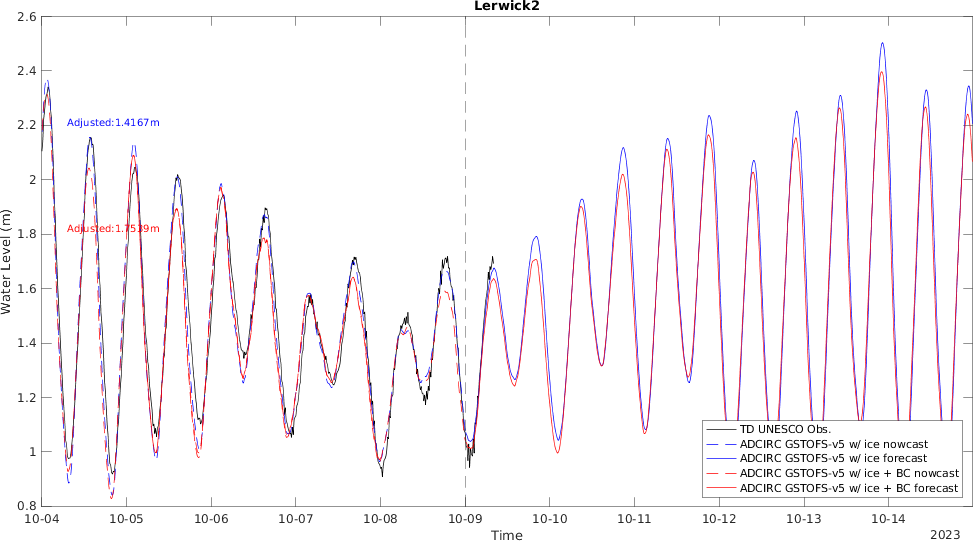 Lerwick2
2.6
2.4
2.2
2
1.8
1.6
1.4
1.2
1
0.8
Water Level (m)
Adjusted:1.4167m
Adjusted:1.7539m
TD UNESCO Obs.
ADCIRC GSTOFS-v5 w/ ice nowcast
ADCIRC GSTOFS-v5 w/ ice forecast
ADCIRC GSTOFS-v5 w/ ice + BC nowcast
ADCIRC GSTOFS-v5 w/ ice + BC forecast
10-04 10-05 10-06 10-07 10-08 10-09 10-10 10-11 10-12 10-13 10-14
Time
2023